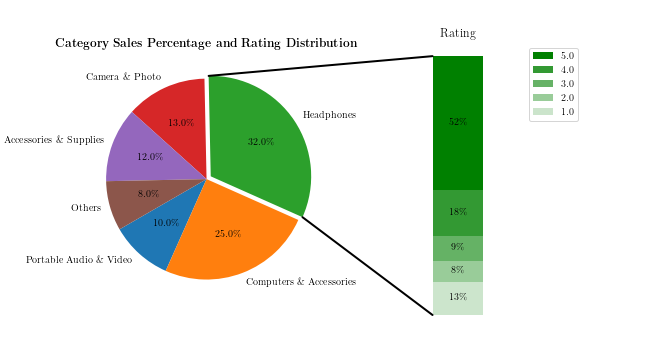 Rating
Category Sales Percentage and Rating Distribution
5.0
4.0
3.0
2.0
1.0
Camera & Photo
Headphones
Accessories & Supplies
Others
Portable Audio & Video
Computers & Accessories
13.0%
32.0%
12.0%
8.0%
10.0%
25.0%
52%
18%
9%
8%
13%